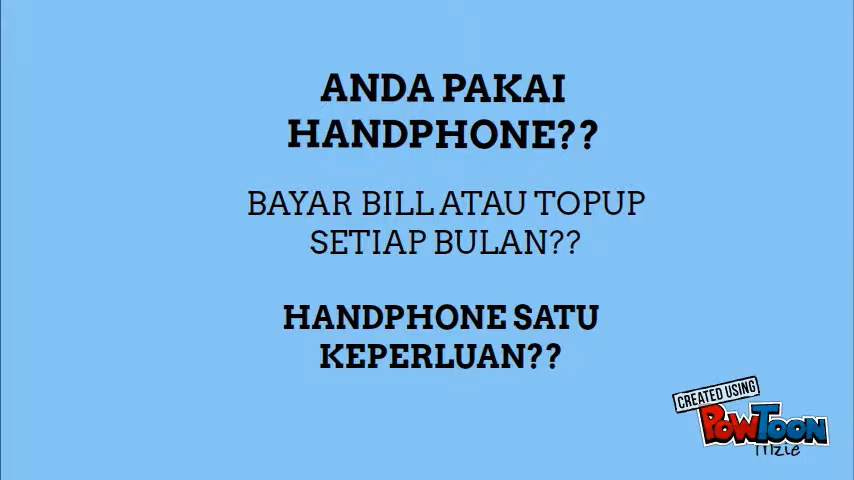 ANDA PAKAI
HANDPHONE??
BAYAR BILL ATAU TOPUP
SETIAP BULAN??
HANDPHONE SATU
KEPERLUAN??
CREATED USING
POWTOON